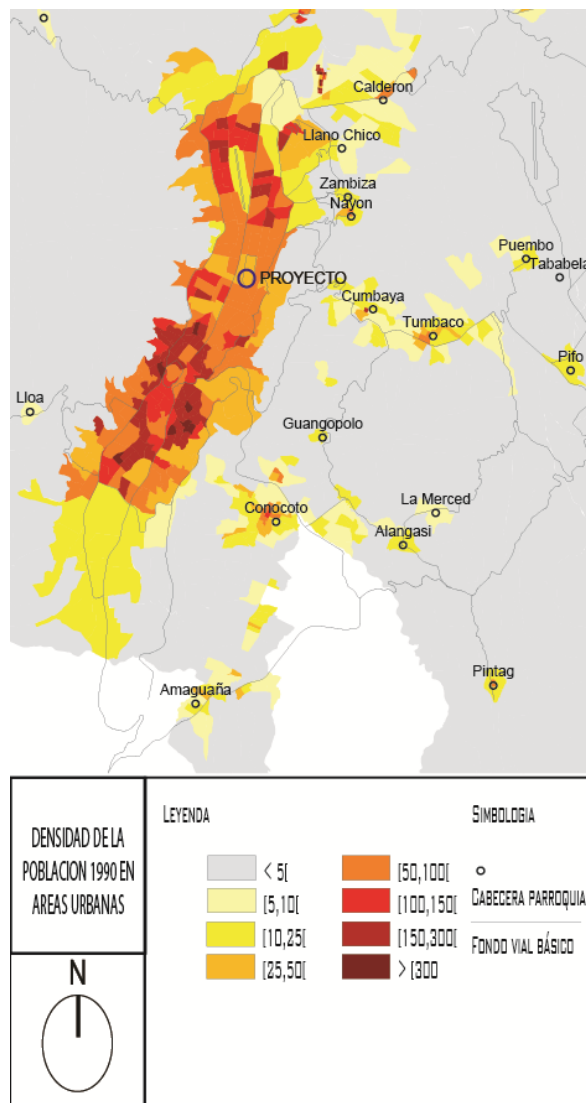 Calderon
Llano Chico
Zambiza
Nayon
Puembo
Tababela
PROYECTO
Cumbaya
Tumbaco
Pifo
Lloa
Guangopolo
La Merced
Conocoto
Alangasi
Pintag
Amaguaña
DENSIDAD DE LA
POBLACION 1990 EN
AREAS URBANAS
N
LEYENDA
< 5[
[5,10[
[10,25[
[25,50[
[50,100[
[100,150[
[150,300[
>[300
SIMBOLOGIA
CABECERA PARROQUIA
FONDO VIAL BÁSICO